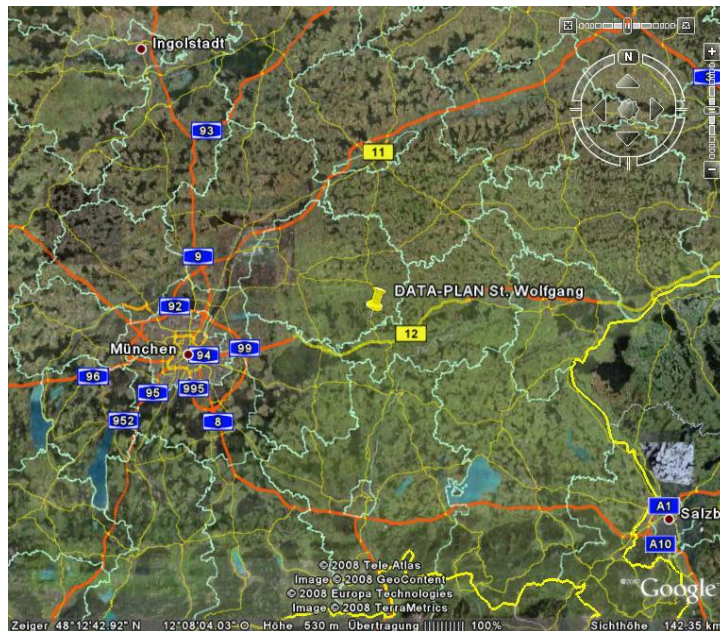 Ingolstadt
N
3
93
11
9
DATA-PLAN St. Wolfgang
92
12
München
94
99
96
95
995
952
8
A1
Salzb
A10
© 2008 Tele Atlas
Image © 2008 GeoContent
© 2008 Europa Technologies
Image © 2008 TerraMetrics
Google
Zeiger 48°12'42.92" N 12°08'04.03" O Höhe 530 m Übertragung 100% Sichthöhe 142.35 km